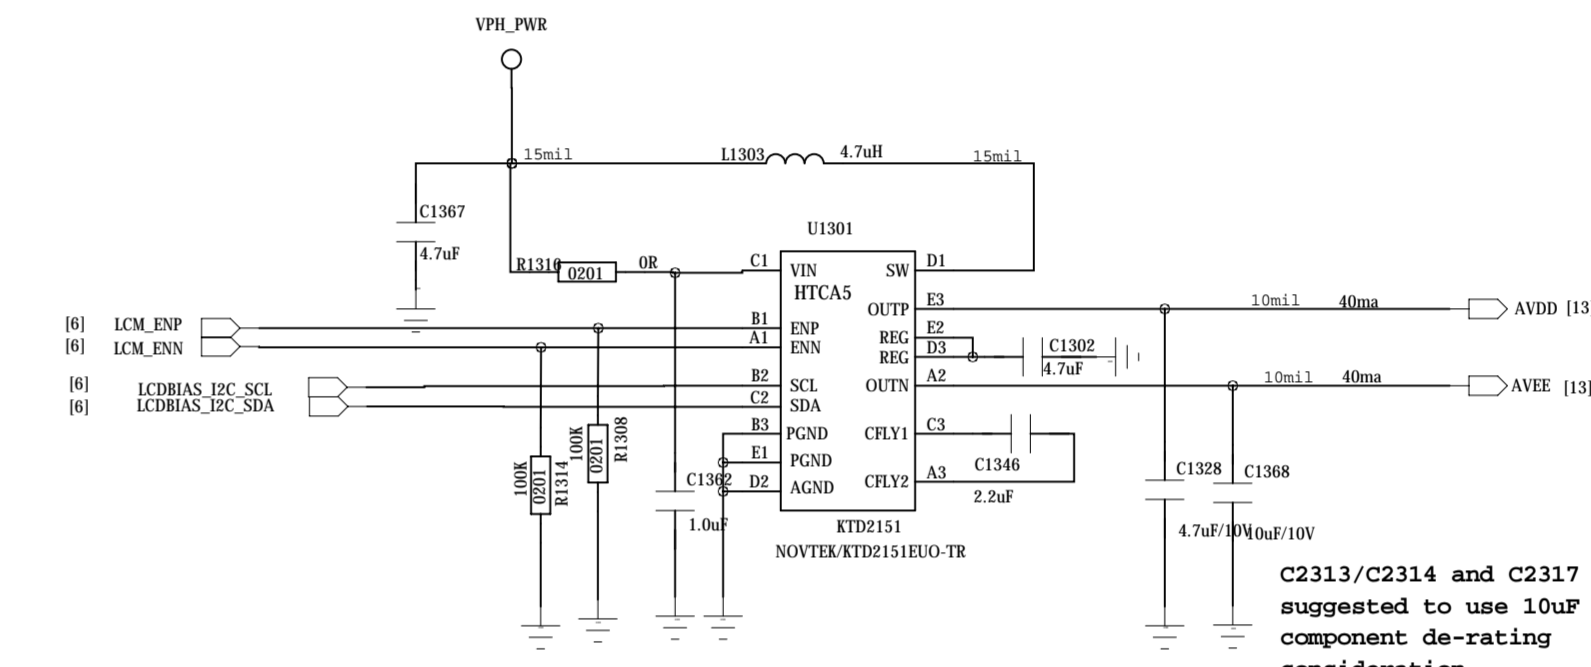 VPH_PWR
15mil
L1303
4.7uH
15mil
C1367
4.7uF
U1301
R1316
0201
0R
C1
VIN
SW
D1
HTCA5
OUTP
E3
10mil
40ma
AVDD [13
[6]
LCM_ENP
B1
ENP
REG
E2
[6]
LCM_ENN
A1
ENN
REG
D3
C1302
4.7uF
[6]
LCDBIAS_I2C_SCL
B2
SCL
OUTN
A2
10mil
40ma
AVEE [13]
[6]
LCDBIAS_I2C_SDA
C2
SDA
B3
PGND
CFLY1
C3
E1
PGND
C1346
2.2uF
D2
AGND
CFLY2
A3
100K
0201
R1314
100K
0201
R1308
C1362
1.0uF
C1328
4.7uF/10V
C1368
10uF/10V
KTD2151
NOVTEK/KTD2151EUO-TR
C2313/C2314 and C2317
suggested to use 10uF
component de-rating
consideration